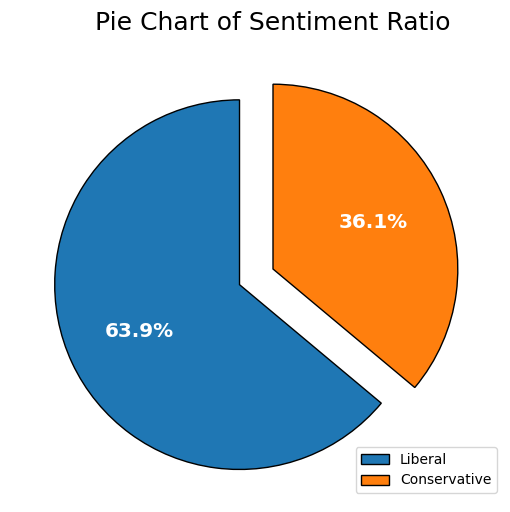 Pie Chart of Sentiment Ratio
36.1%
63.9%
Liberal
Conservative